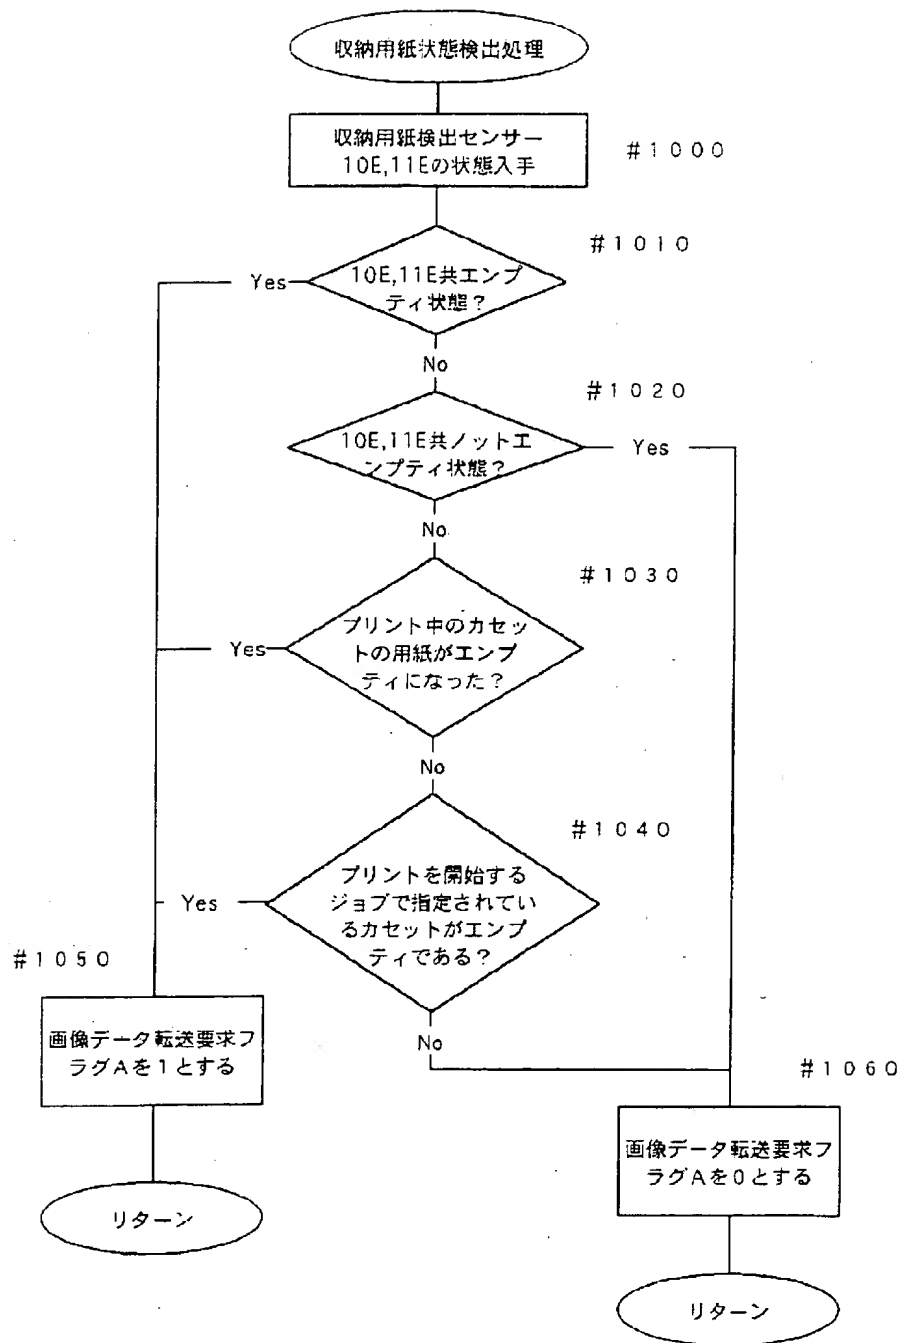 収納用紙状態検出処理
収納用紙検出センサー
10E,11Eの状態入手
#1000
#1010
10E,11E共エンプ
ティ状態?
Yes
No
#1020
10E,11E共ノットエ
ンプティ状態?
Yes
No
#1030
プリント中のカセッ
トの用紙がエンプ
ティになった?
Yes
No
#1040
プリントを開始する
ジョブで指定されてい
るカセットがエンプ
ティである?
Yes
No
#1050
画像データ転送要求フ
ラグAを1とする
リターン
#1060
画像データ転送要求フ
ラグAを0とする
リターン